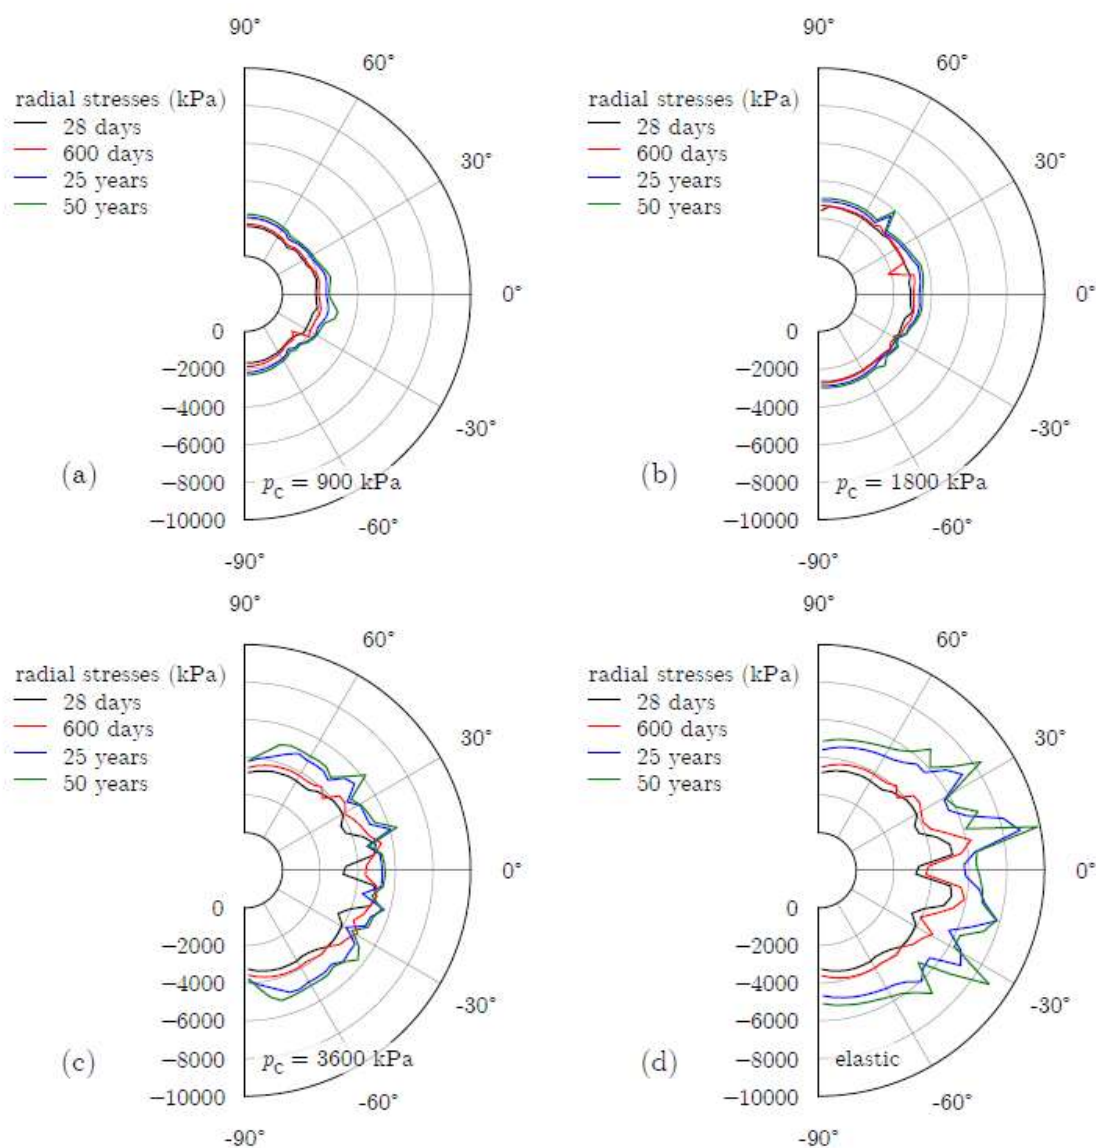 90°
60°
radial stresses (kPa)
28 days
600 days
25 years
50 years
30°
0°
0
−2000
−4000
−6000
−8000
−10000
-30°
(a)
p_c = 900 kPa
-60°
-90°
90°
60°
radial stresses (kPa)
28 days
600 days
25 years
50 years
30°
0°
0
−2000
−4000
−6000
−8000
−10000
-30°
(b)
p_c = 1800 kPa
-60°
-90°
90°
60°
radial stresses (kPa)
28 days
600 days
25 years
50 years
30°
0°
0
−2000
−4000
−6000
−8000
−10000
-30°
(c)
p_c = 3600 kPa
-60°
-90°
90°
60°
radial stresses (kPa)
28 days
600 days
25 years
50 years
30°
0°
0
−2000
−4000
−6000
−8000
−10000
-30°
(d)
elastic
-60°
-90°